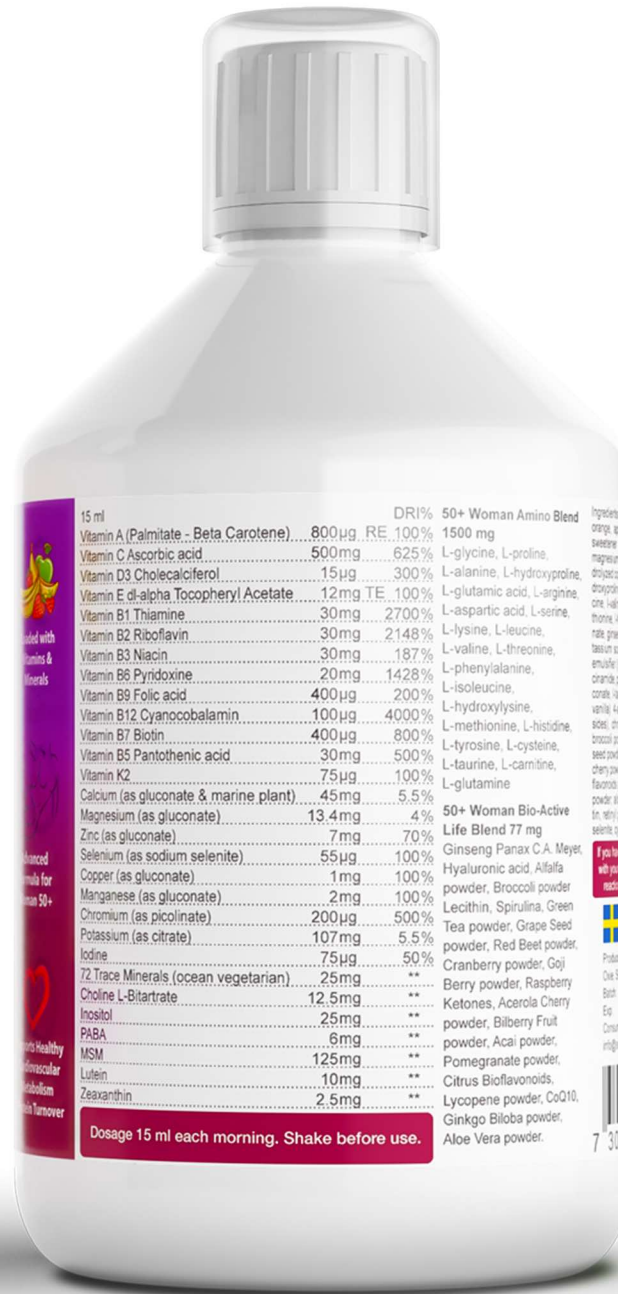 Vitamins &
Minerals
15 ml DRI%
Vitamin A (Palmitate - Beta Carotene) 800µg RE 100%
Vitamin C Ascorbic acid 500mg 625%
Vitamin D3 Cholecalciferol 15µg 300%
Vitamin E dl-alpha Tocopheryl Acetate 12mg TE 100%
Vitamin B1 Thiamine 30mg 2700%
Vitamin B2 Riboflavin 30mg 2148%
Vitamin B3 Niacin 30mg 187%
Vitamin B6 Pyridoxine 20mg 1428%
Vitamin B9 Folic acid 400µg 200%
Vitamin B12 Cyanocobalamin 100µg 4000%
Vitamin B7 Biotin 400µg 800%
Vitamin B5 Pantothenic acid 30mg 500%
Vitamin K2 75µg 100%
Calcium (as gluconate & marine plant) 45mg 5.5%
Magnesium (as gluconate) 13.4mg 4%
Zinc (as gluconate) 7mg 70%
Selenium (as sodium selenite) 55µg 100%
Copper (as gluconate) 1mg 100%
Manganese (as gluconate) 2mg 100%
Chromium (as picolinate) 200µg 500%
Potassium (as citrate) 107mg 5.5%
Iodine 75µg 50%
72 Trace Minerals (ocean vegetarian) 25mg **
Choline L-Bitartrate 12.5mg **
Inositol 25mg **
PABA 6mg **
MSM 125mg **
Lutein 10mg **
Zeaxanthin 2.5mg **
Dosage 15 ml each morning. Shake before use.
50+ Woman Amino Blend
1500 mg
L-glycine, L-proline,
L-alanine, L-hydroxyproline,
L-glutamic acid, L-arginine,
L-aspartic acid, L-serine,
L-lysine, L-leucine,
L-valine, L-threonine,
L-phenylalanine,
L-isoleucine,
L-hydroxylysine,
L-methionine, L-histidine,
L-tyrosine, L-cysteine,
L-taurine, L-carnitine,
L-glutamine
50+ Woman Bio-Active
Life Blend 77 mg
Ginseng Panax C.A. Meyer,
Hyaluronic acid, Alfalfa
powder, Broccoli powder
Lecithin, Spirulina, Green
Tea powder, Grape Seed
powder, Red Beet powder,
Cranberry powder, Goji
Berry powder, Raspberry
Ketones, Acerola Cherry
powder, Bilberry Fruit
powder, Acai powder,
Pomegranate powder,
Citrus Bioflavonoids,
Lycopene powder, CoQ10,
Ginkgo Biloba powder,
Aloe Vera powder.